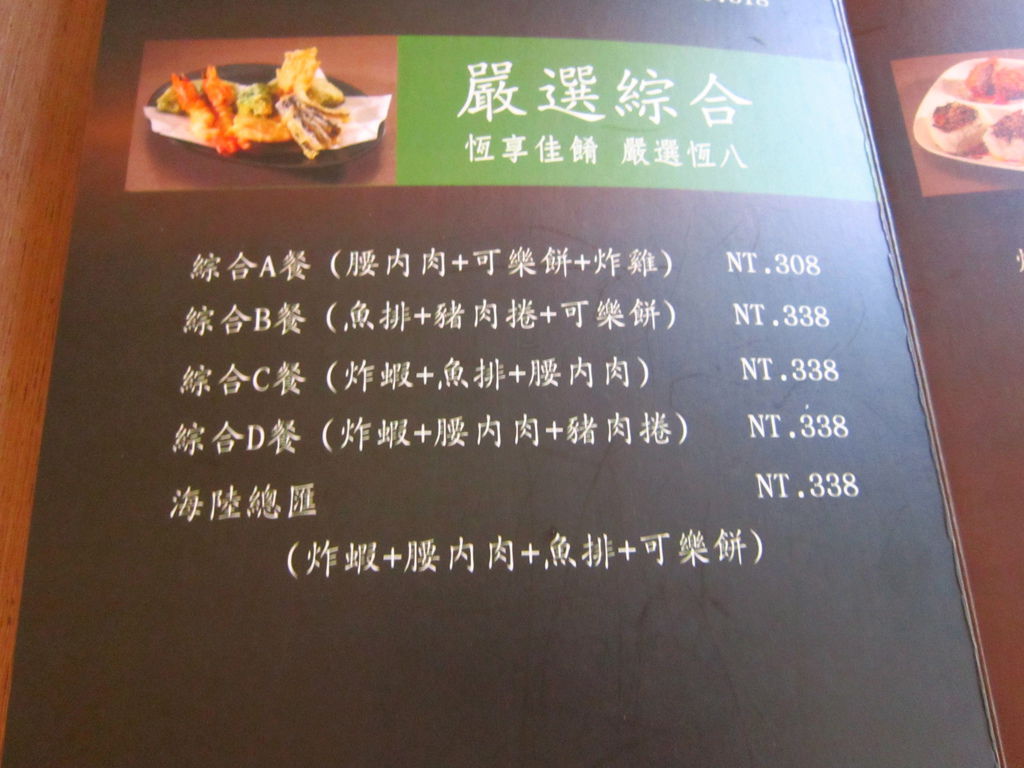 嚴選綜合
恆享佳餚 嚴選恆八
綜合A餐 (腰內肉+可樂餅+炸雞) NT.308
綜合B餐 (魚排+豬肉捲+可樂餅) NT.338
綜合C餐 (炸蝦+魚排+腰內肉) NT.338
綜合D餐 (炸蝦+腰內肉+豬肉捲) NT.338
海陸總匯 NT.338
(炸蝦+腰內肉+魚排+可樂餅)